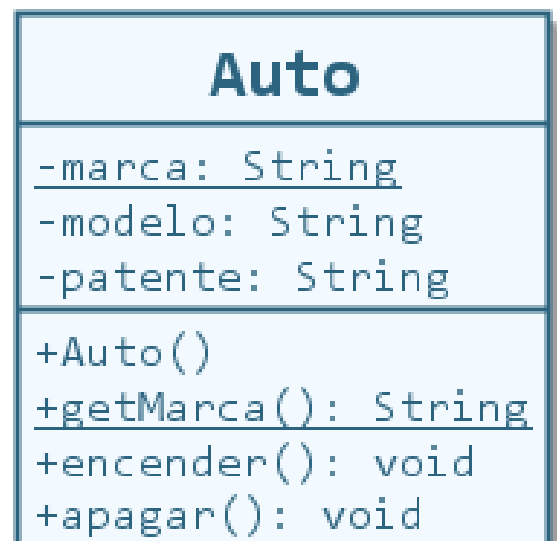 Auto
-marca: String
-modelo: String
-patente: String
+Auto()
+getMarca(): String
+encender(): void
+apagar(): void